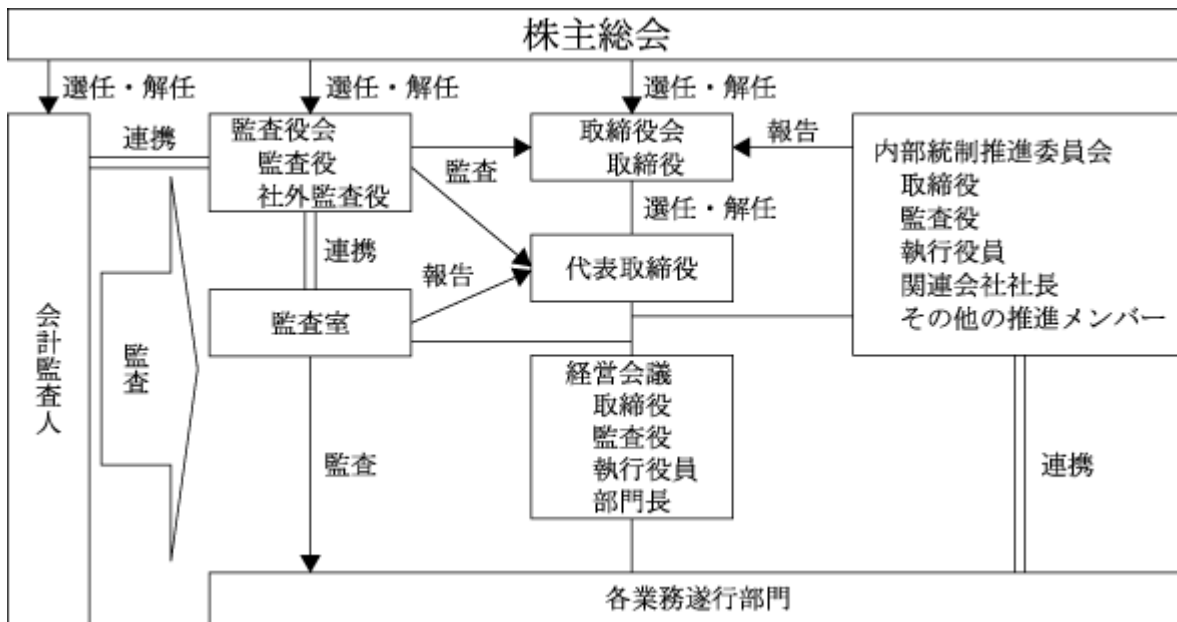 株主総会
選任・解任
選任・解任
選任・解任
連携
監査役会
監査役
社外監査役
監査
取締役会
取締役
報告
内部統制推進委員会
取締役
監査役
執行役員
関連会社社長
その他の推進メンバー
選任・解任
連携
報告
代表取締役
監査室
会計監査人
監査
経営会議
取締役
監査役
執行役員
部門長
監査
連携
各業務遂行部門